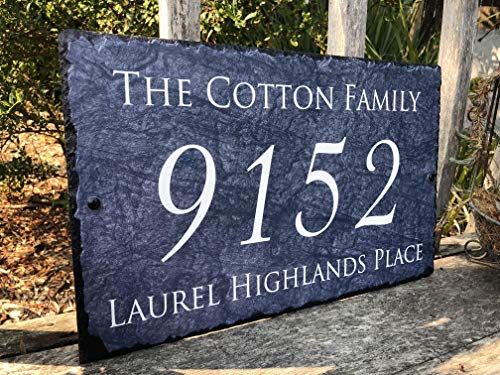 The Cotton Family
9152
Laurel Highlands Place